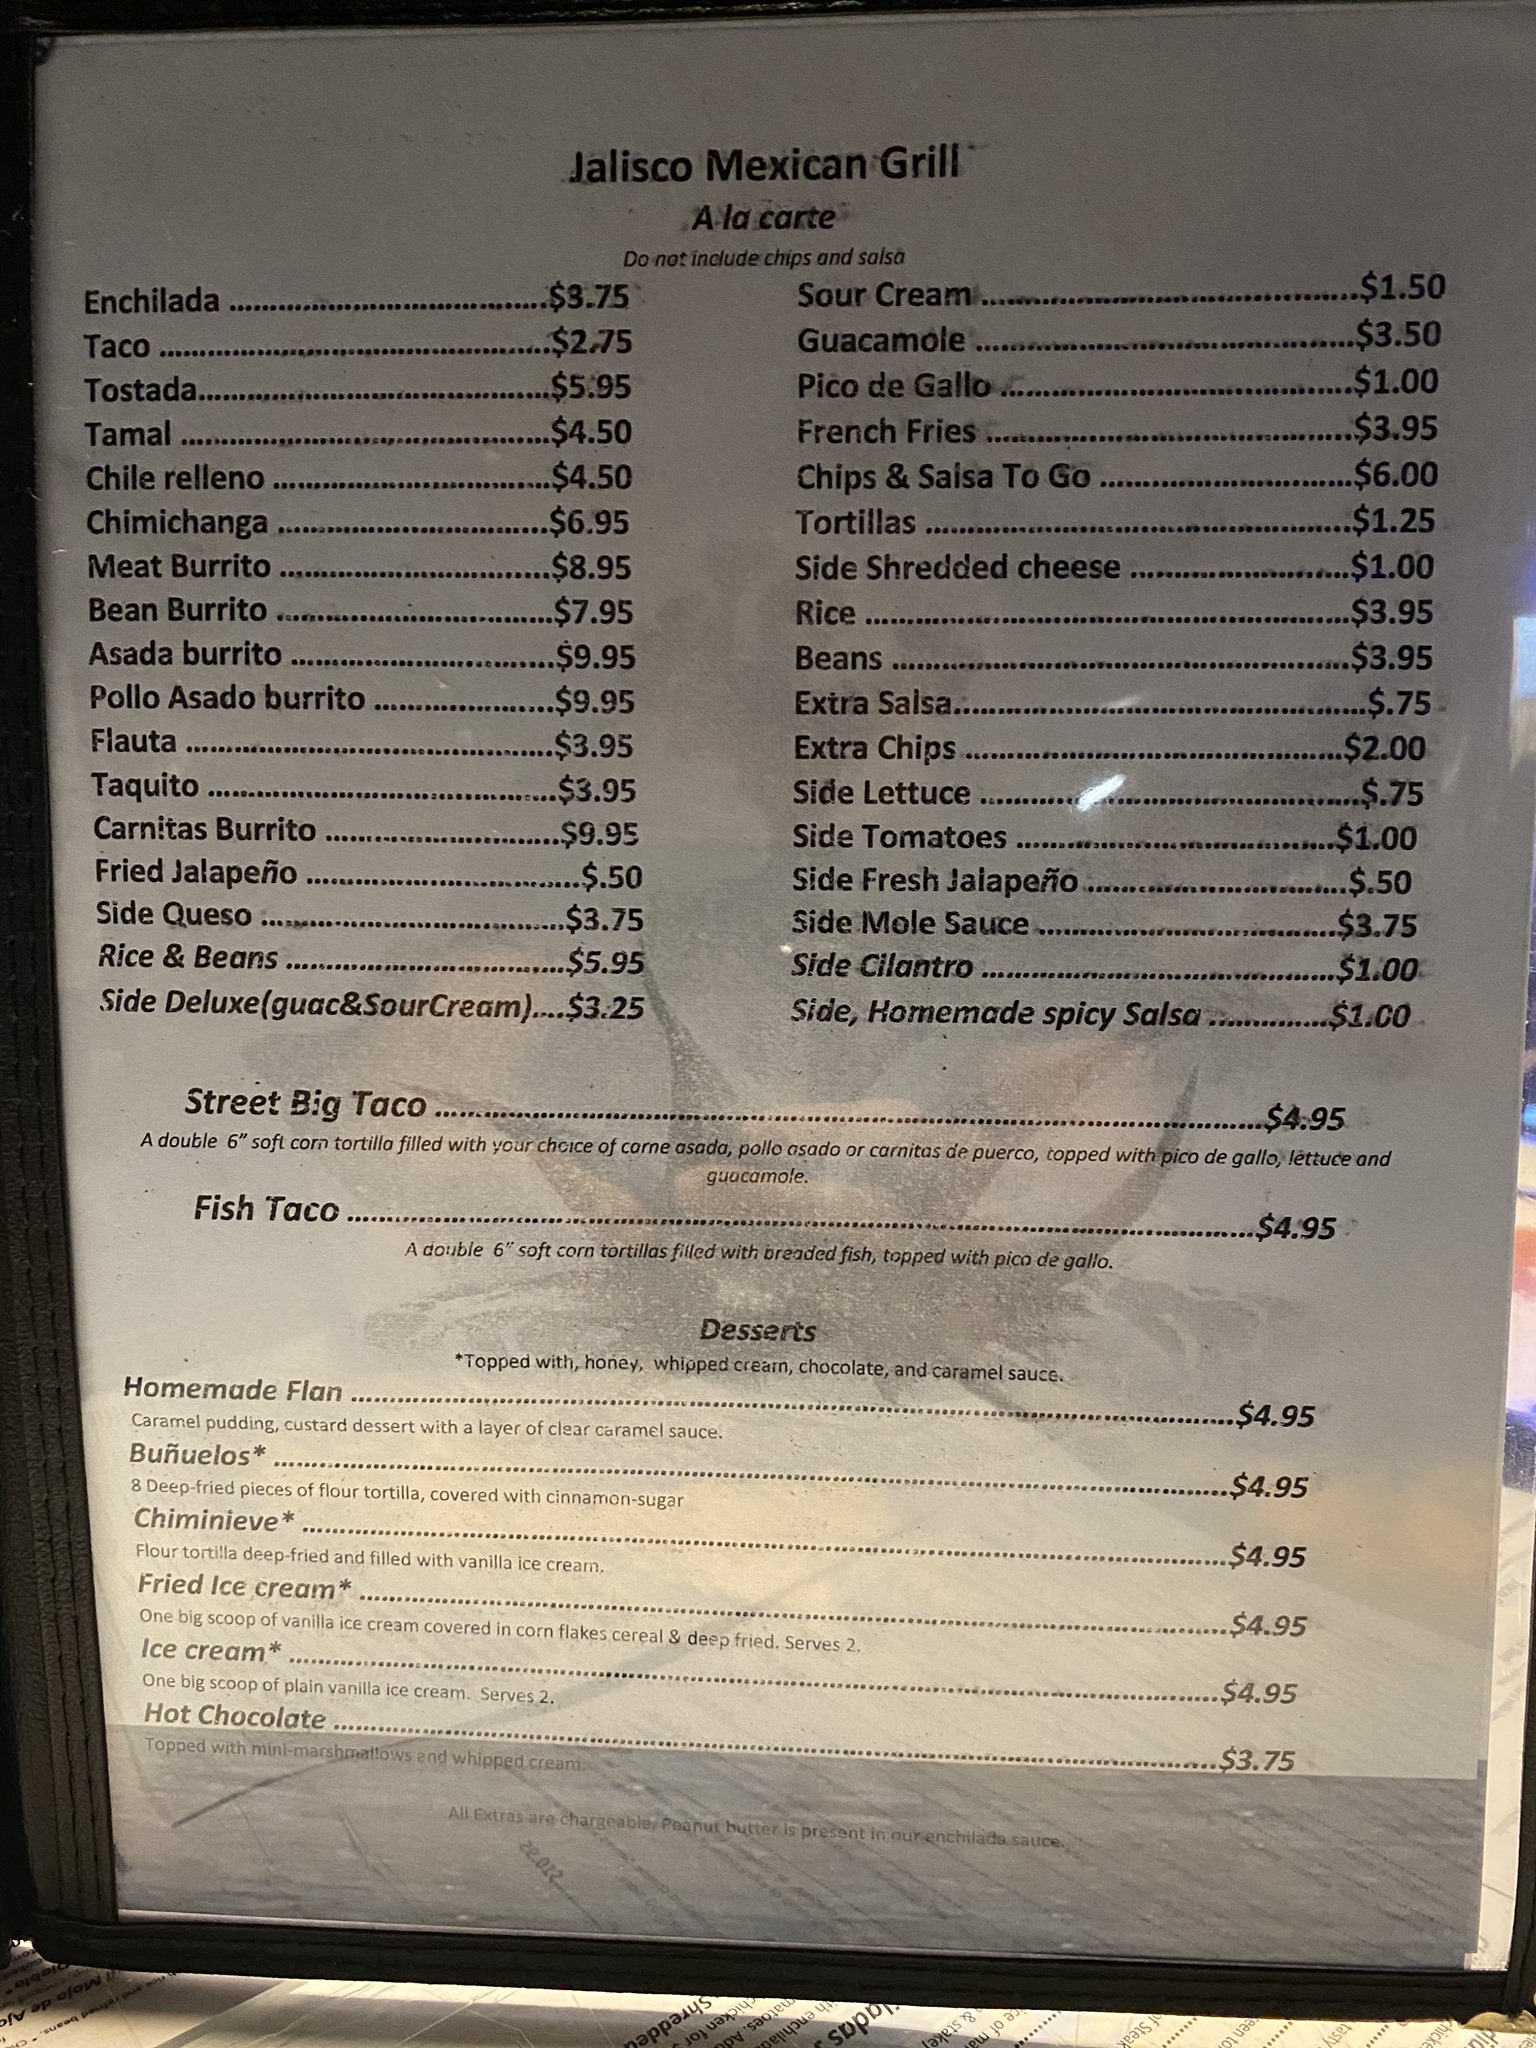 Jalisco Mexican Grill
A la carte
Do not include chips and salsa
Enchilada ....................................$3.75
Taco ............................................$2.75
Tostada........................................$5.95
Tamal ..........................................$4.50
Chile relleno ................................$4.50
Chimichanga ...............................$6.95
Meat Burrito ...............................$8.95
Bean Burrito ................................$7.95
Asada burrito ..............................$9.95
Pollo Asado burrito .....................$9.95
Flauta ..........................................$3.95
Taquito ........................................$3.95
Carnitas Burrito ...........................$9.95
Fried Jalapeño ................................$.50
Side Queso ...................................$3.75
Rice & Beans ................................$5.95
Side Deluxe(guac&SourCream)....$3.25
Sour Cream ............................................$1.50
Guacamole ............................................$3.50
Pico de Gallo .........................................$1.00
French Fries ..........................................$3.95
Chips & Salsa To Go .............................$6.00
Tortillas .................................................$1.25
Side Shredded cheese .........................$1.00
Rice ........................................................$3.95
Beans .....................................................$3.95
Extra Salsa................................................$.75
Extra Chips ............................................$2.00
Side Lettuce .............................................$.75
Side Tomatoes .....................................$1.00
Side Fresh Jalapeño ..............................$.50
Side Mole Sauce ..................................$3.75
Side Cilantro .........................................$1.00
Side, Homemade spicy Salsa ..............$1.00
Street Big Taco ....................................................................................$4.95
A double 6” soft corn tortilla filled with your choice of carne asada, pollo asado or carnitas de puerco, topped with pico de gallo, lettuce and
guacamole.
Fish Taco ..............................................................................................$4.95
A double 6” soft corn tortillas filled with breaded fish, topped with pico de gallo.
Desserts
*Topped with, honey, whipped cream, chocolate, and caramel sauce.
Homemade Flan ..................................................................................$4.95
Caramel pudding, custard dessert with a layer of clear caramel sauce.
Buñuelos* ............................................................................................$4.95
8 Deep-fried pieces of flour tortilla, covered with cinnamon-sugar
Chiminieve* .........................................................................................$4.95
Flour tortilla deep-fried and filled with vanilla ice cream.
Fried Ice cream* ..................................................................................$4.95
One big scoop of vanilla ice cream covered in corn flakes cereal & deep fried. Serves 2.
Ice cream* ...........................................................................................$4.95
One big scoop of plain vanilla ice cream. Serves 2.
Hot Chocolate .....................................................................................$3.75
Topped with mini-marshmallows and whipped cream.
All Extras are chargeable. Peanut butter is present in our enchilada sauce.